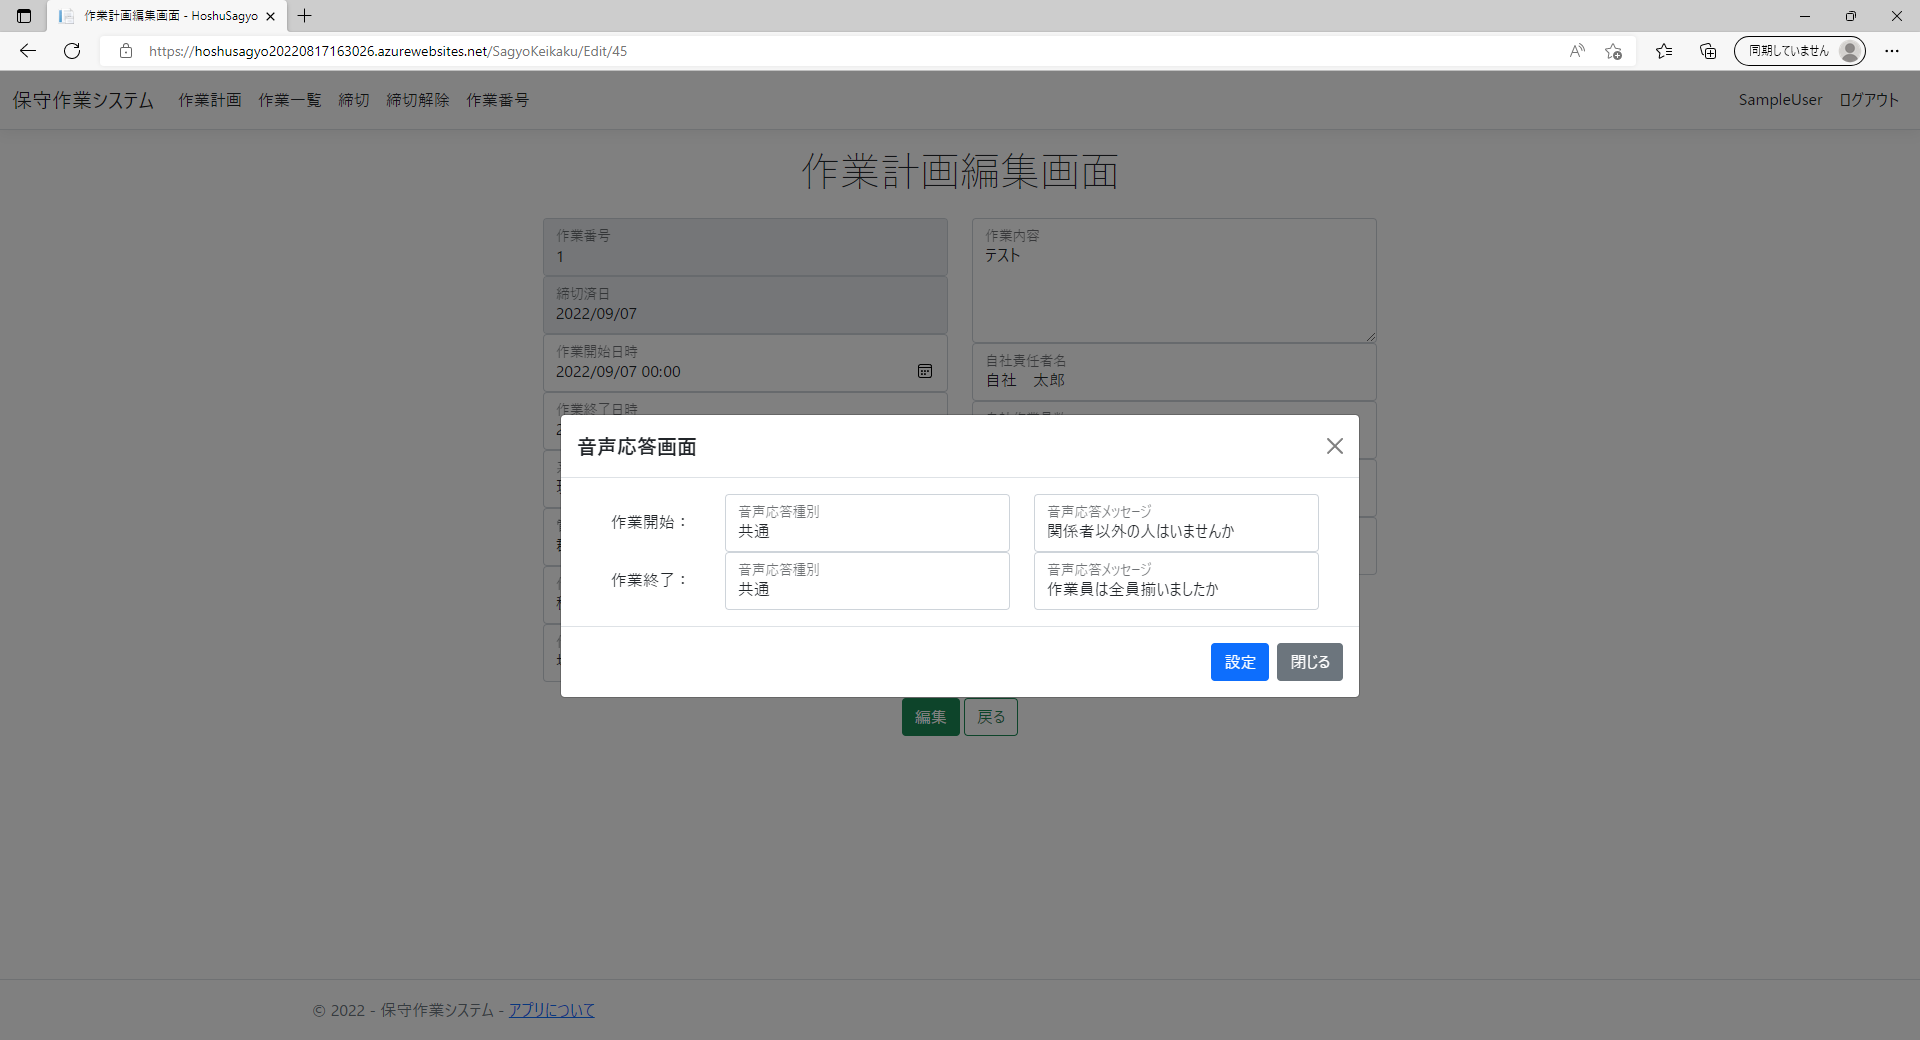 作業計画編集画面 - HoshuSagyo
https://hoshusagyo20220817163026.azurewebsites.net/SagyoKeikaku/Edit/45
同期していません
保守作業システム 作業計画 作業一覧 締切 締切解除 作業番号 SampleUser ログアウト
作業計画編集画面
作業番号
1
締切済日
2022/09/07
作業開始日時
2022/09/07 00:00
作業終了日時
作業内容
テスト
自社責任者名
自社　太郎
音声応答画面
作業開始：
音声応答種別
共通
音声応答メッセージ
関係者以外の人はいませんか
作業終了：
音声応答種別
共通
音声応答メッセージ
作業員は全員揃いましたか
設定 閉じる
編集 戻る
© 2022 - 保守作業システム - アプリについて